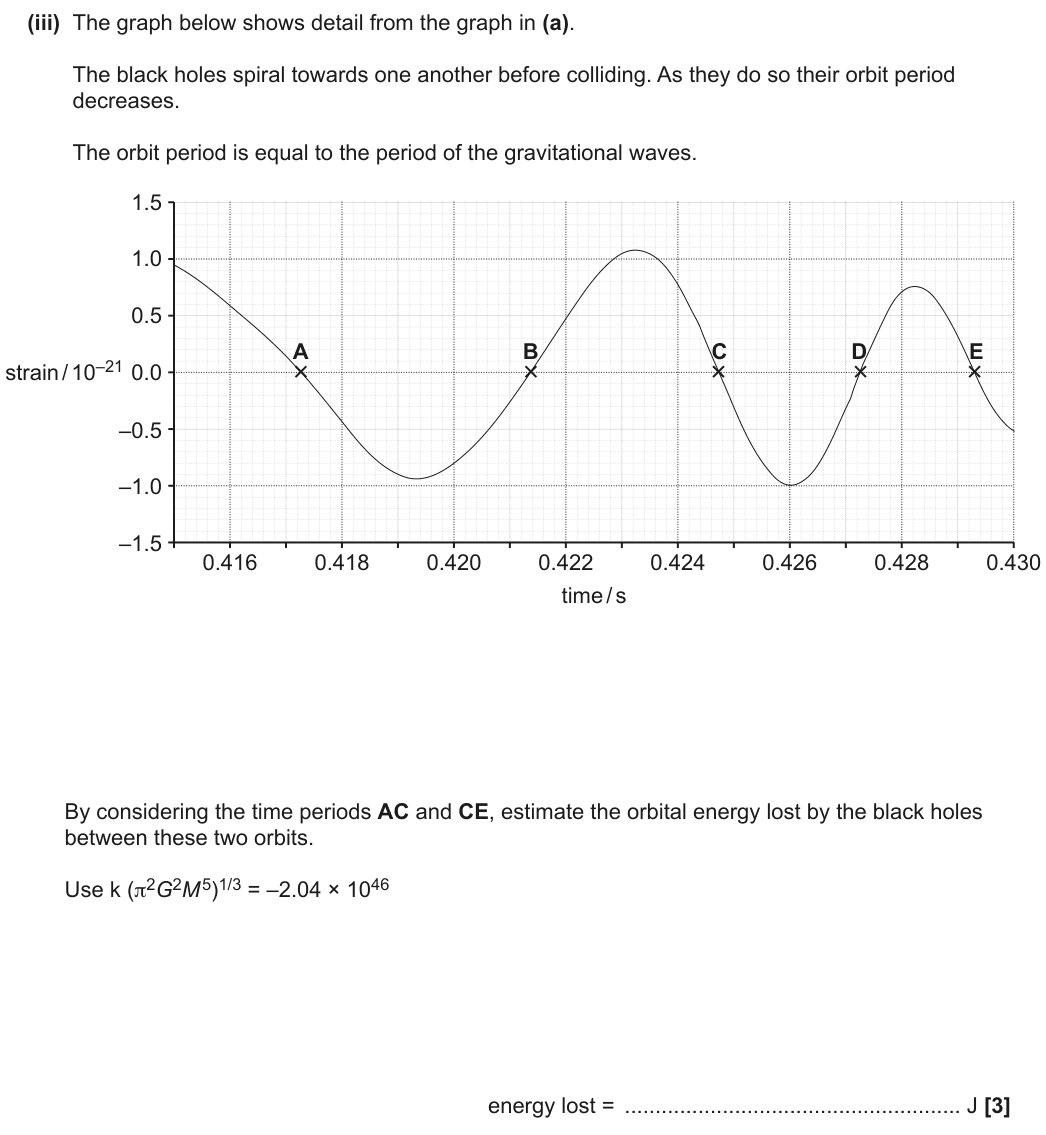 (iii) The graph below shows detail from the graph in (a).
The black holes spiral towards one another before colliding. As they do so their orbit period
decreases.
The orbit period is equal to the period of the gravitational waves.
1.5
1.0
0.5
A B C D E
strain / 10⁻²¹ 0.0
–0.5
–1.0
–1.5
0.416 0.418 0.420 0.422 0.424 0.426 0.428 0.430
time / s
By considering the time periods AC and CE, estimate the orbital energy lost by the black holes
between these two orbits.
Use k (π²G²M⁵)¹/³ = –2.04 × 10⁴⁶
energy lost = ...................................................... J [3]